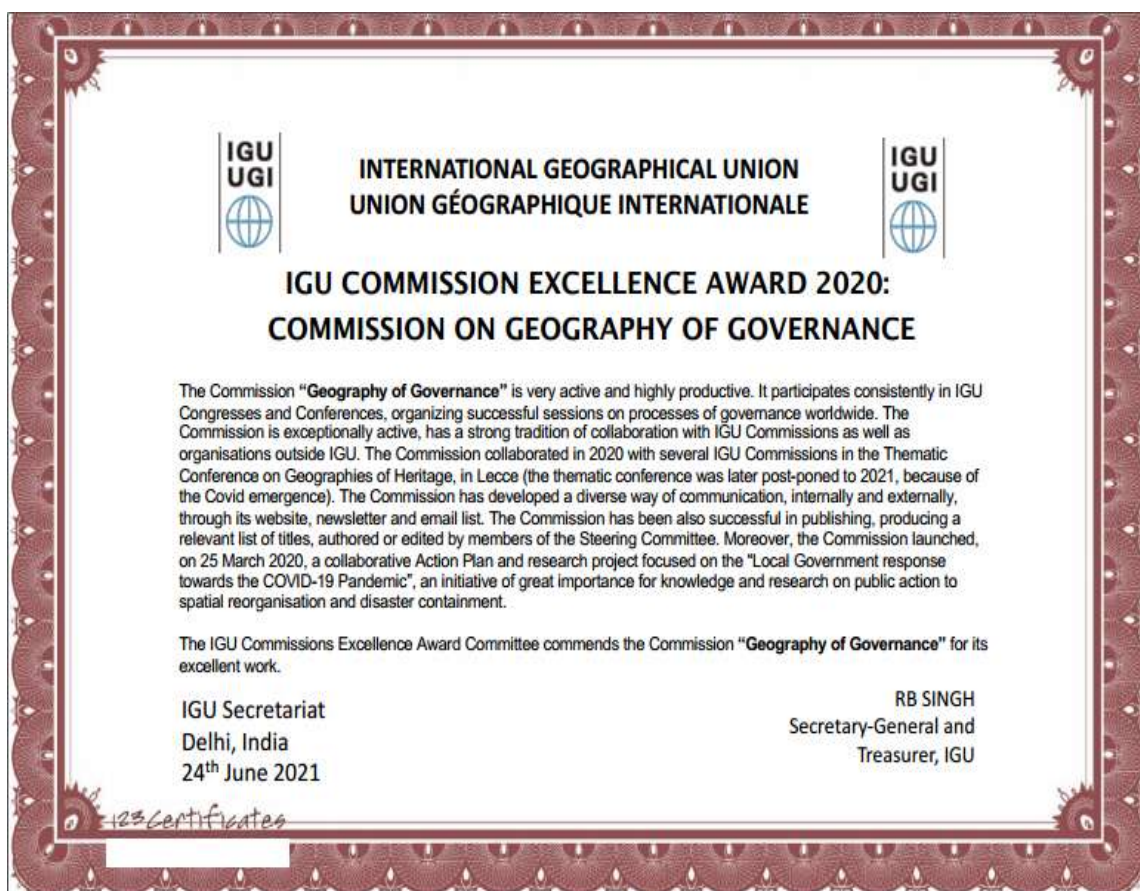 IGU
UGI
INTERNATIONAL GEOGRAPHICAL UNION
UNION GÉOGRAPHIQUE INTERNATIONALE
IGU
UGI
IGU COMMISSION EXCELLENCE AWARD 2020:
COMMISSION ON GEOGRAPHY OF GOVERNANCE
The Commission “Geography of Governance” is very active and highly productive. It participates consistently in IGU
Congresses and Conferences, organizing successful sessions on processes of governance worldwide. The
Commission is exceptionally active, has a strong tradition of collaboration with IGU Commissions as well as
organisations outside IGU. The Commission collaborated in 2020 with several IGU Commissions in the Thematic
Conference on Geographies of Heritage, in Lecce (the thematic conference was later post-poned to 2021, because of
the Covid emergence). The Commission has developed a diverse way of communication, internally and externally,
through its website, newsletter and email list. The Commission has been also successful in publishing, producing a
relevant list of titles, authored or edited by members of the Steering Committee. Moreover, the Commission launched,
on 25 March 2020, a collaborative Action Plan and research project focused on the "Local Government response
towards the COVID-19 Pandemic”, an initiative of great importance for knowledge and research on public action to
spatial reorganisation and disaster containment.
The IGU Commissions Excellence Award Committee commends the Commission “Geography of Governance” for its
excellent work.
IGU Secretariat
Delhi, India
24th June 2021
RB SINGH
Secretary-General and
Treasurer, IGU
123Certificates